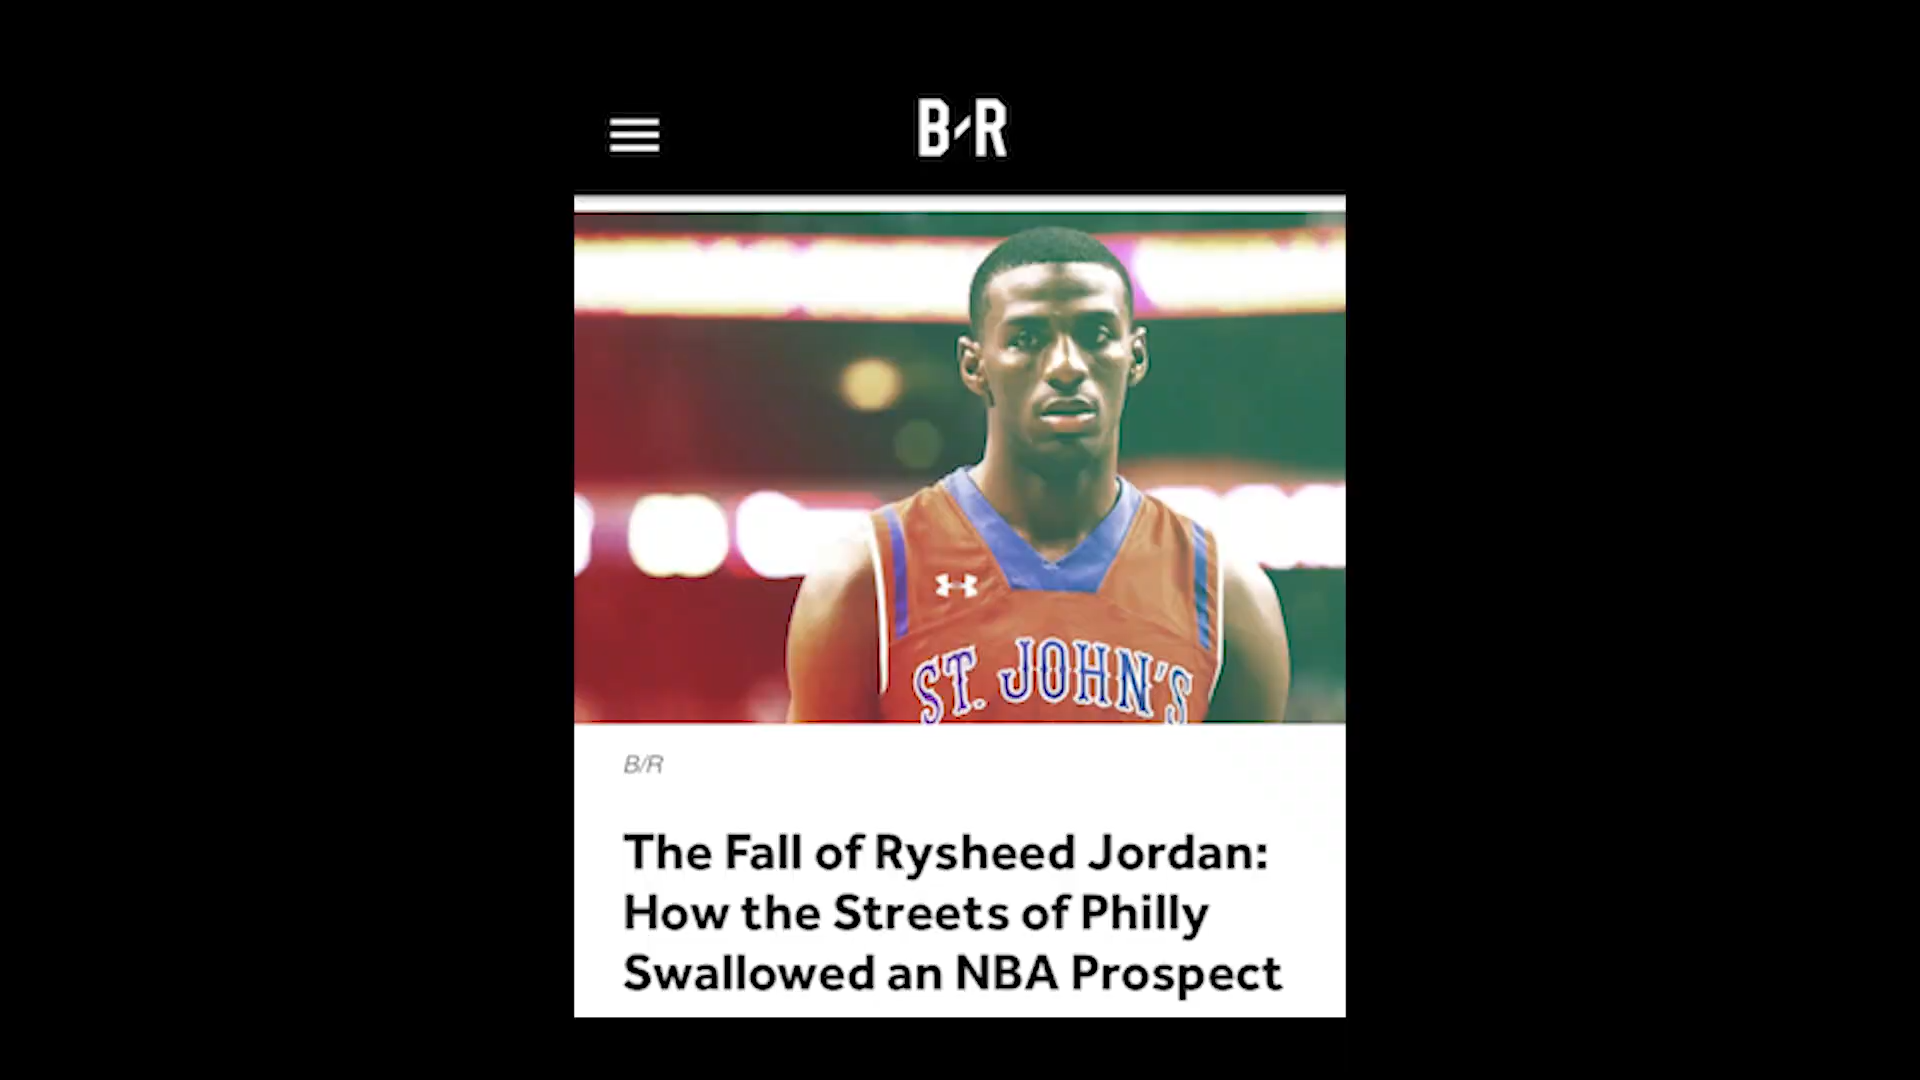 B/R
ST. JOHN'S
B/R
The Fall of Rysheed Jordan:
How the Streets of Philly
Swallowed an NBA Prospect